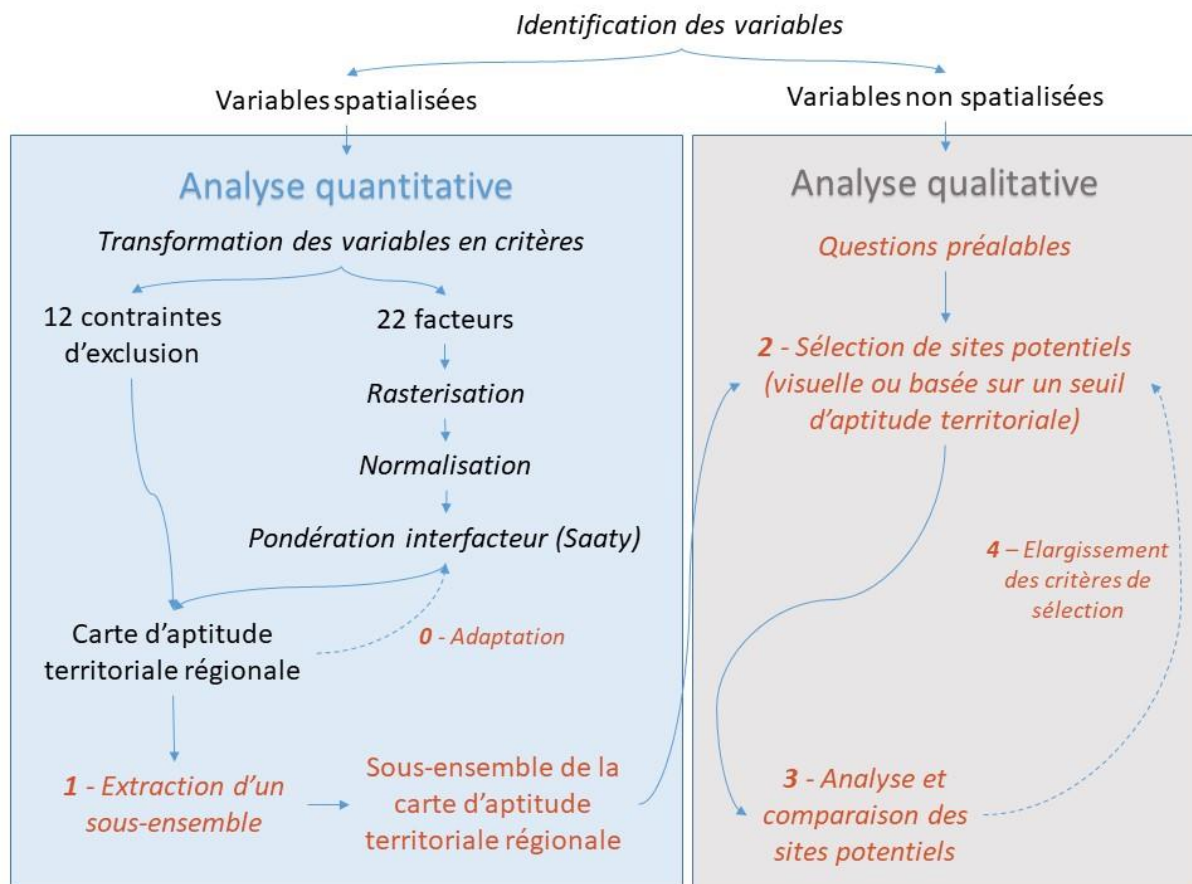 Identification des variables
Variables spatialisées
Variables non spatialisées
Analyse quantitative
Transformation des variables en critères
12 contraintes
d'exclusion
22 facteurs
Rasterisation
Normalisation
Pondération interfacteur (Saaty)
0 - Adaptation
Carte d'aptitude
territoriale régionale
1 - Extraction d'un
sous-ensemble
Sous-ensemble de la
carte d'aptitude
territoriale régionale
Analyse qualitative
Questions préalables
2 - Sélection de sites potentiels
(visuelle ou basée sur un seuil
d'aptitude territoriale)
4 – Elargissement
des critères de
sélection
3 - Analyse et
comparaison des
sites potentiels